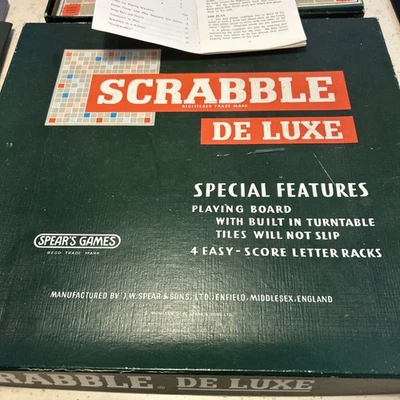 SCRABBLE
REGISTERED TRADE MARK
DE LUXE
SPECIAL FEATURES
PLAYING BOARD
WITH BUILT IN TURNTABLE
TILES WILL NOT SLIP
4 EASY-SCORE LETTER RACKS
SPEAR'S GAMES
REGD TRADE MARK
MANUFACTURED BY J.W. SPEAR & SONS, LTD., ENFIELD, MIDDLESEX, ENGLAND
RABBLE DE LUXE